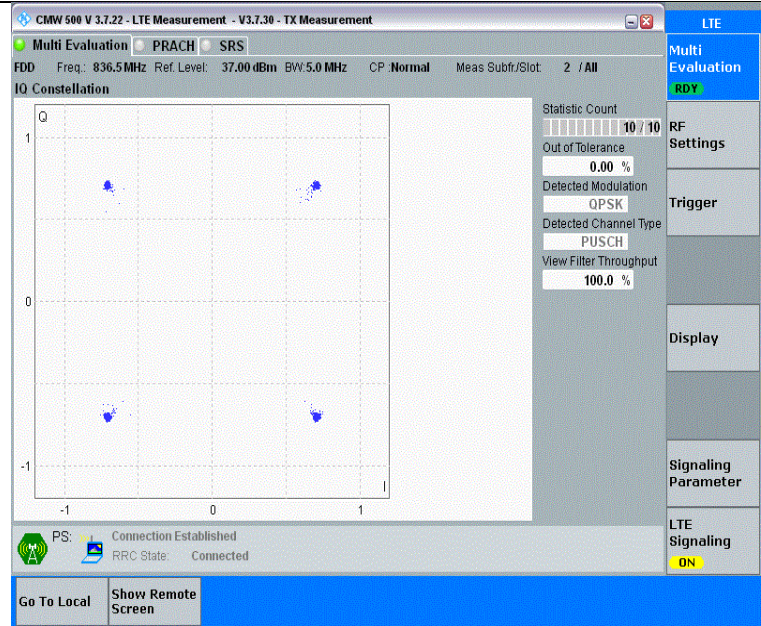 CMW 500 V 3.7.22 - LTE Measurement - V3.7.30 - TX Measurement
LTE
Multi Evaluation PRACH SRS
Multi
Evaluation
RDY
FDD Freq.: 836.5 MHz Ref. Level: 37.00 dBm BW: 5.0 MHz CP : Normal Meas Subfr./Slot: 2 / All
IQ Constellation
Q
1
0
-1
-1 0 1
I
Statistic Count
10 / 10
Out of Tolerance
0.00 %
Detected Modulation
QPSK
Detected Channel Type
PUSCH
View Filter Throughput
100.0 %
RF
Settings
Trigger
Display
Signaling
Parameter
LTE
Signaling
ON
PS: Connection Established
RRC State: Connected
Go To Local
Show Remote
Screen